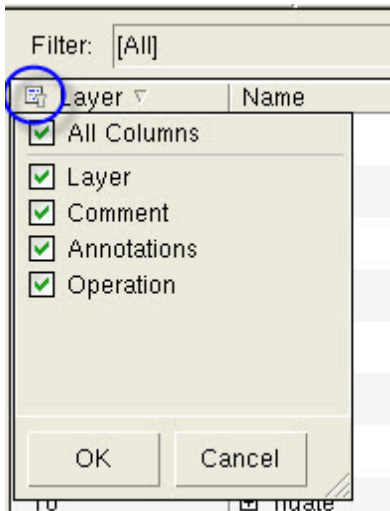 Filter: [All]
Layer Name
All Columns
Layer
Comment
Annotations
Operation
OK Cancel